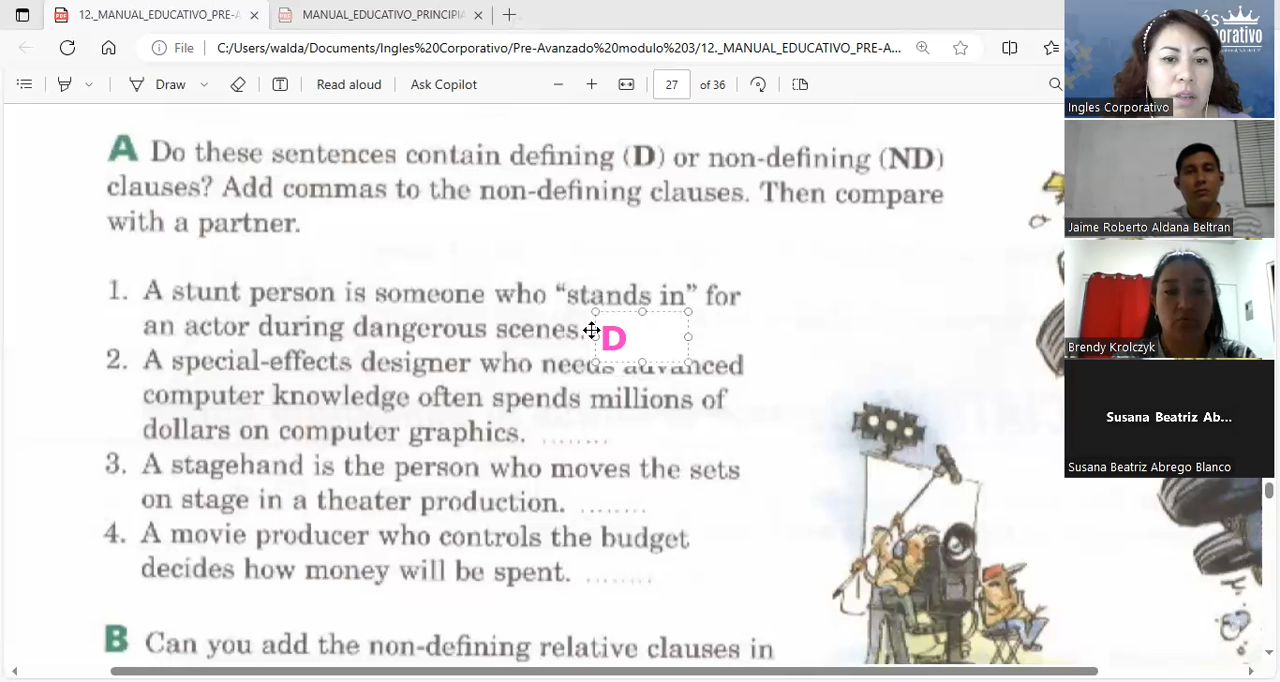 12._MANUAL_EDUCATIVO_PRE-A
MANUAL_EDUCATIVO_PRINCIPIA
File
C:/Users/walda/Documents/Ingles%20Corporativo/Pre-Avanzado%20modulo%203/12._MANUAL_EDUCATIVO_PRE-A...
Draw
Read aloud
Ask Copilot
27 of 36
A Do these sentences contain defining (D) or non-defining (ND)
clauses? Add commas to the non-defining clauses. Then compare
with a partner.
1. A stunt person is someone who “stands in” for
an actor during dangerous scenes. D
2. A special-effects designer who needs advanced
computer knowledge often spends millions of
dollars on computer graphics. ........
3. A stagehand is the person who moves the sets
on stage in a theater production. ........
4. A movie producer who controls the budget
decides how money will be spent. ........
B Can you add the non-defining relative clauses in
Ingles Corporativo
Jaime Roberto Aldana Beltran
Brendy Krolczyk
Susana Beatriz Ab...
Susana Beatriz Abrego Blanco